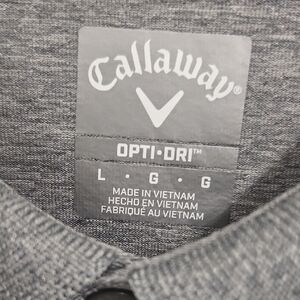 Callaway®
OPTI·DRI™
L · G · G
MADE IN VIETNAM
HECHO EN VIETNAM
FABRIQUÉ AU VIETNAM